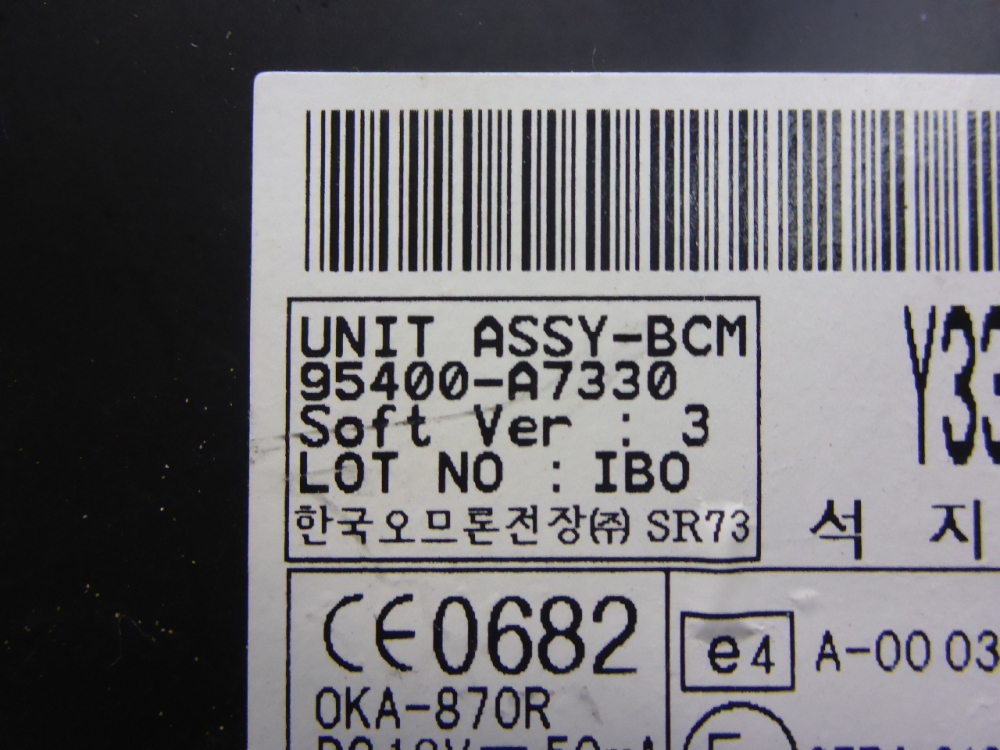 UNIT ASSY-BCM
95400-A7330
Soft Ver : 3
LOT NO : IBO
한국오므론전장㈜ SR73
Y33
석 지
CE0682
e4 A-00 03
OKA-870R